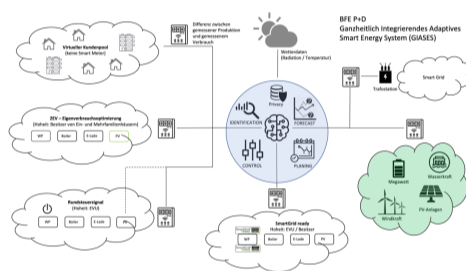 BFE P+D
Ganzheitlich Integrierendes Adaptives
Smart Energy System (GIASES)
Differenz zwischen
gemessener Produktion
und gemessenem
Verbrauch
Virtueller Kundenpool
(keine Smart Meter)
Wetterdaten
(Radiation / Temperatur)
Trafostation
Smart Grid
Privacy
IDENTIFICATION
FORECAST
CONTROL
PLANING
ZEV – Eigenverbrauchsoptimierung
(Hoheit: Besitzer von Ein- und Mehrfamilienhäusern)
WP
Boiler
E-Lade
PV
Megawatt
Wasserkraft
Windkraft
PV-Anlagen
Rundsteuersignal
(Hoheit: EVU)
WP
Boiler
E-Lade
PV
SmartGrid ready
Hoheit: EVU / Besitzer
WP
Boiler
E-Lade
PV